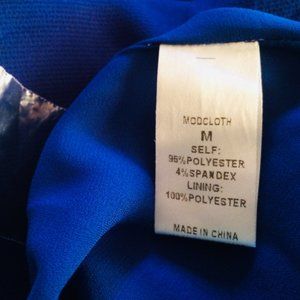 MODCLOTH
M
SELF:
96%POLYESTER
4%SPANDEX
LINING:
100%POLYESTER
MADE IN CHINA